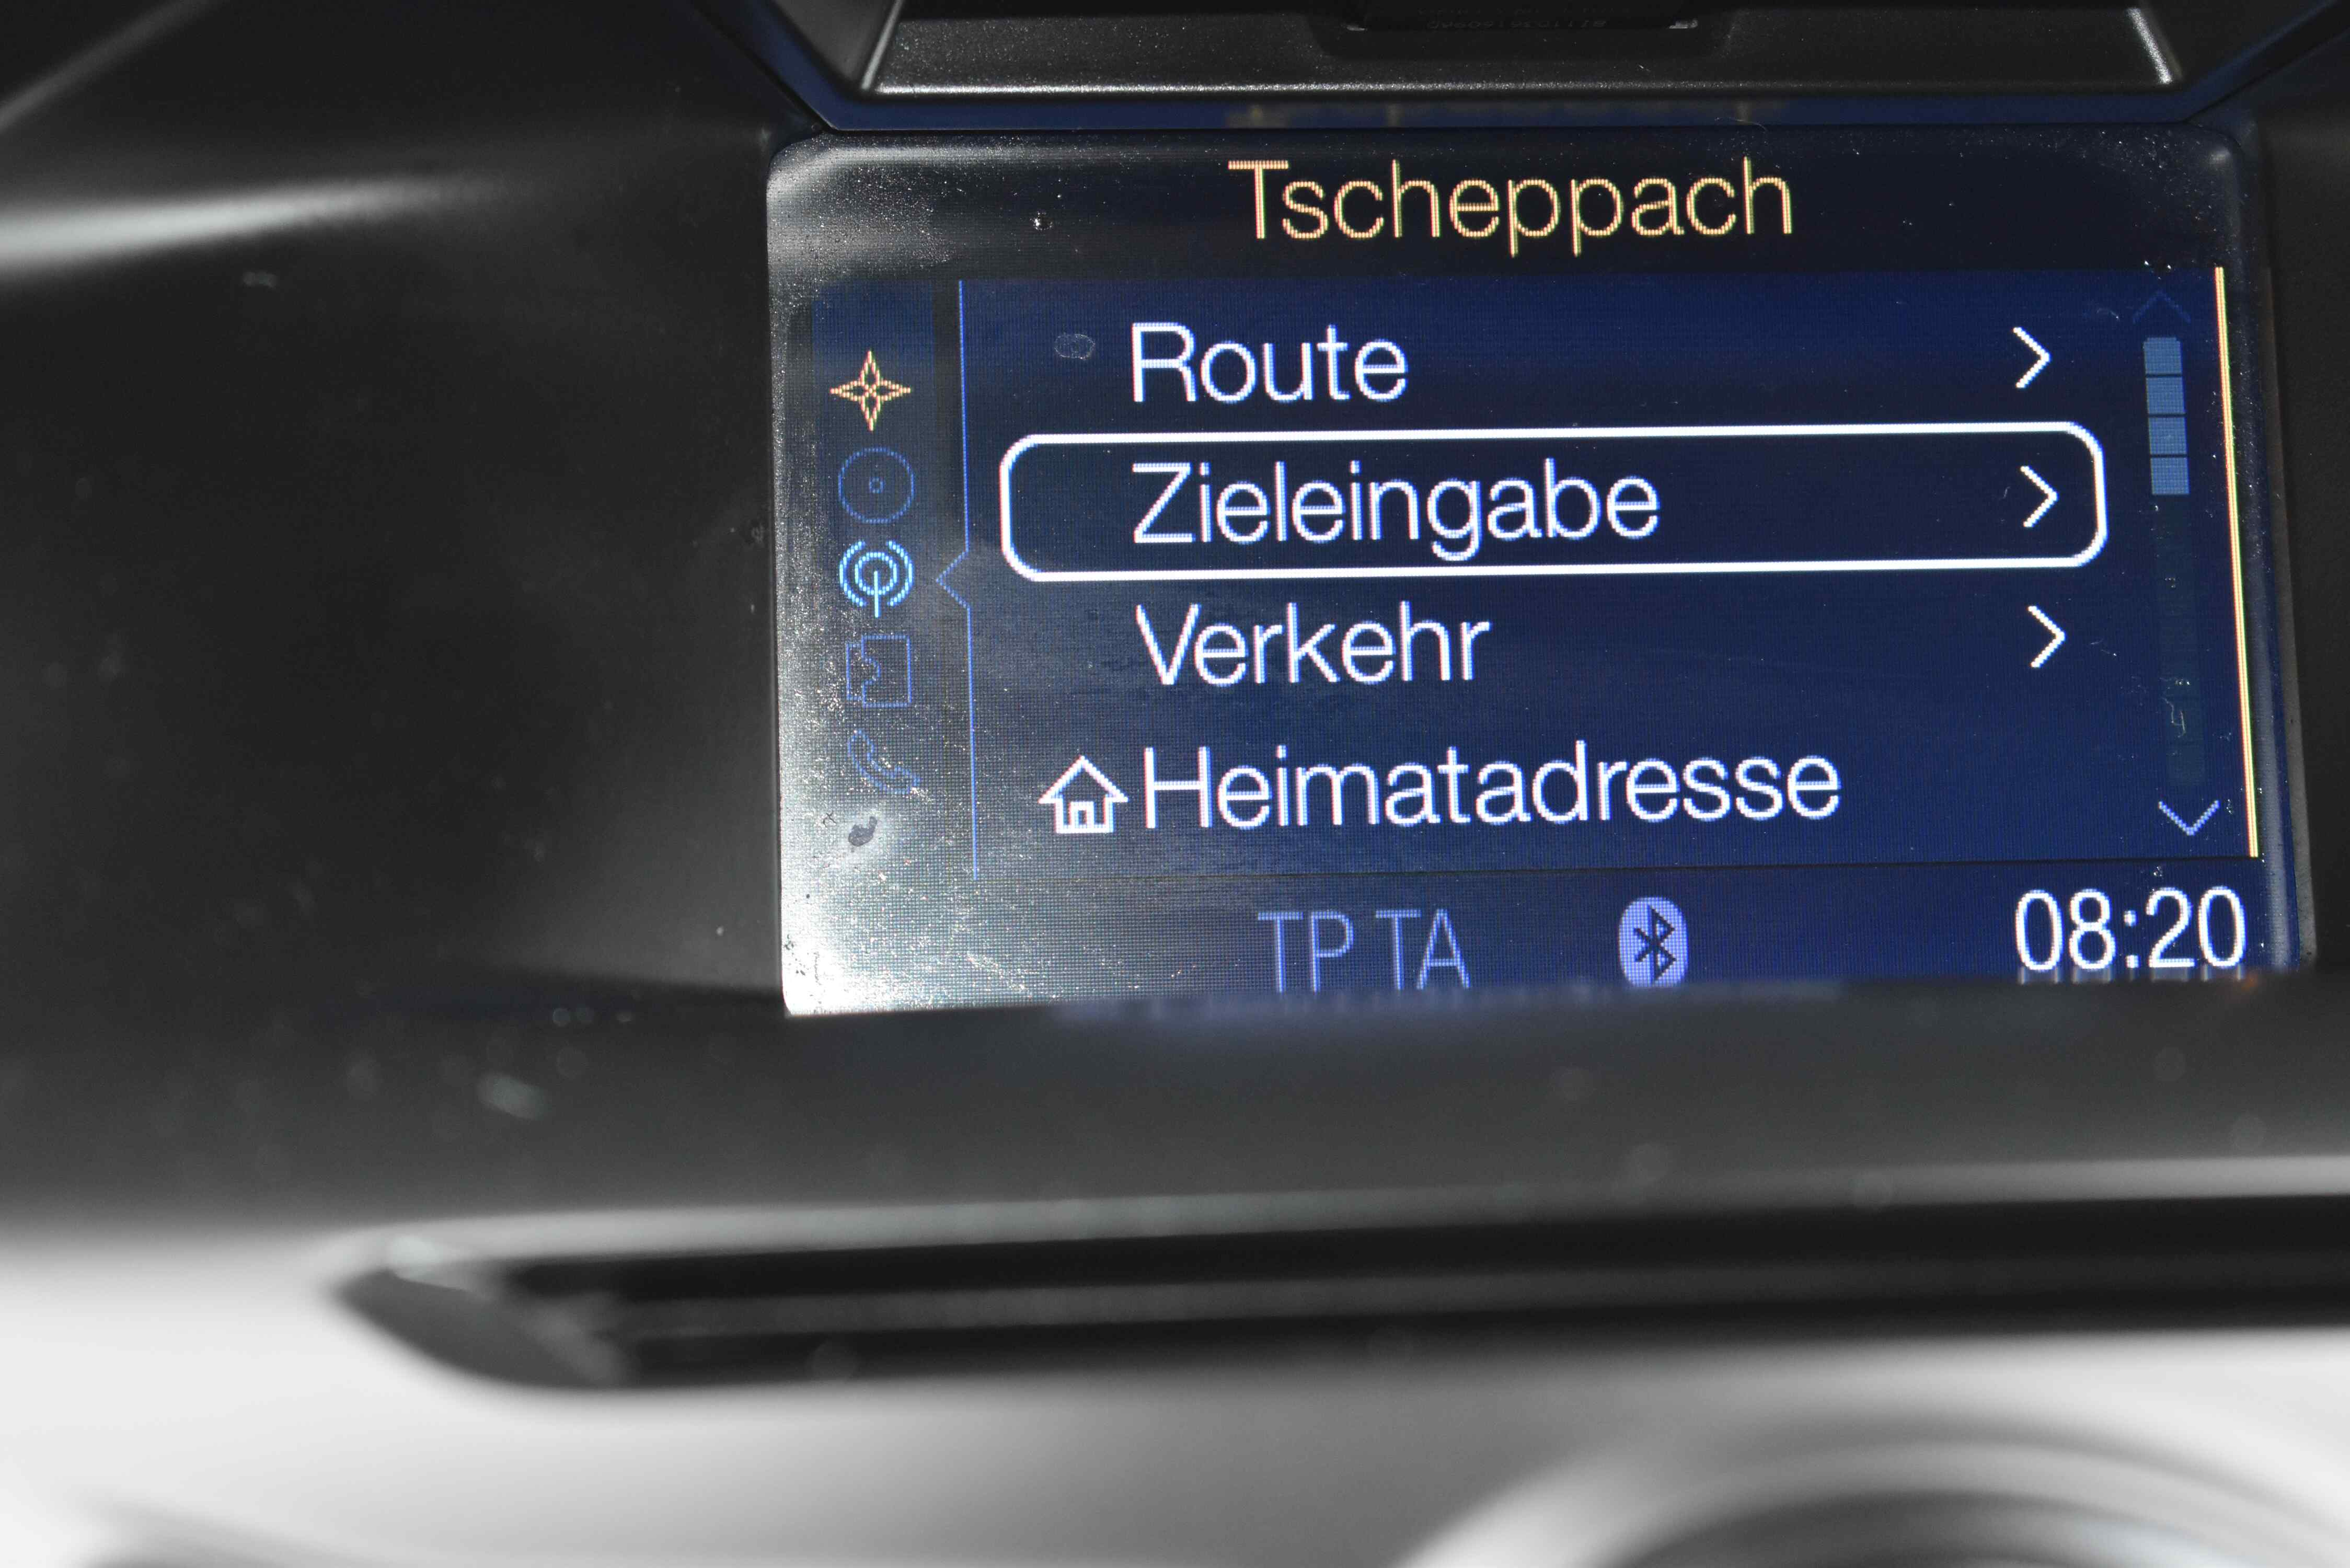 Tscheppach
Route
Zieleingabe
Verkehr
Heimatadresse
TP TA 08:20